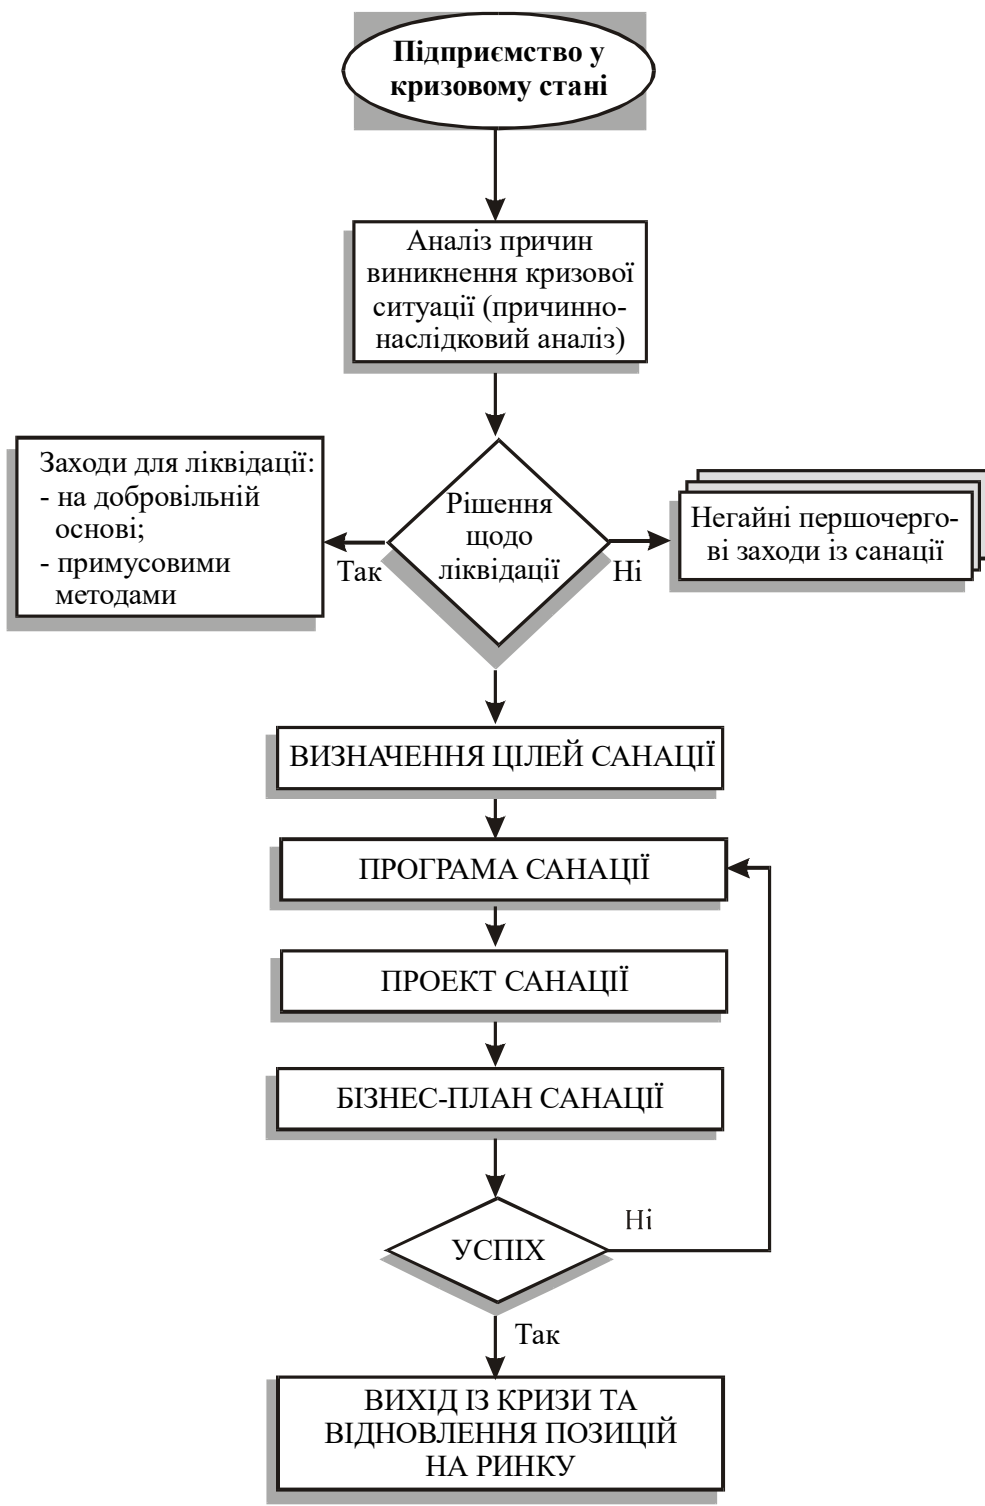 Підприємство у
кризовому стані
Аналіз причин
виникнення кризової
ситуації (причинно-
наслідковий аналіз)
Заходи для ліквідації:
- на добровільній
основі;
- примусовими
методами
Рішення
щодо
ліквідації
Так
Ні
Негайні першочерго-
ві заходи із санації
ВИЗНАЧЕННЯ ЦІЛЕЙ САНАЦІЇ
ПРОГРАМА САНАЦІЇ
ПРОЕКТ САНАЦІЇ
БІЗНЕС-ПЛАН САНАЦІЇ
УСПІХ
Ні
Так
ВИХІД ІЗ КРИЗИ ТА
ВІДНОВЛЕННЯ ПОЗИЦІЙ
НА РИНКУ